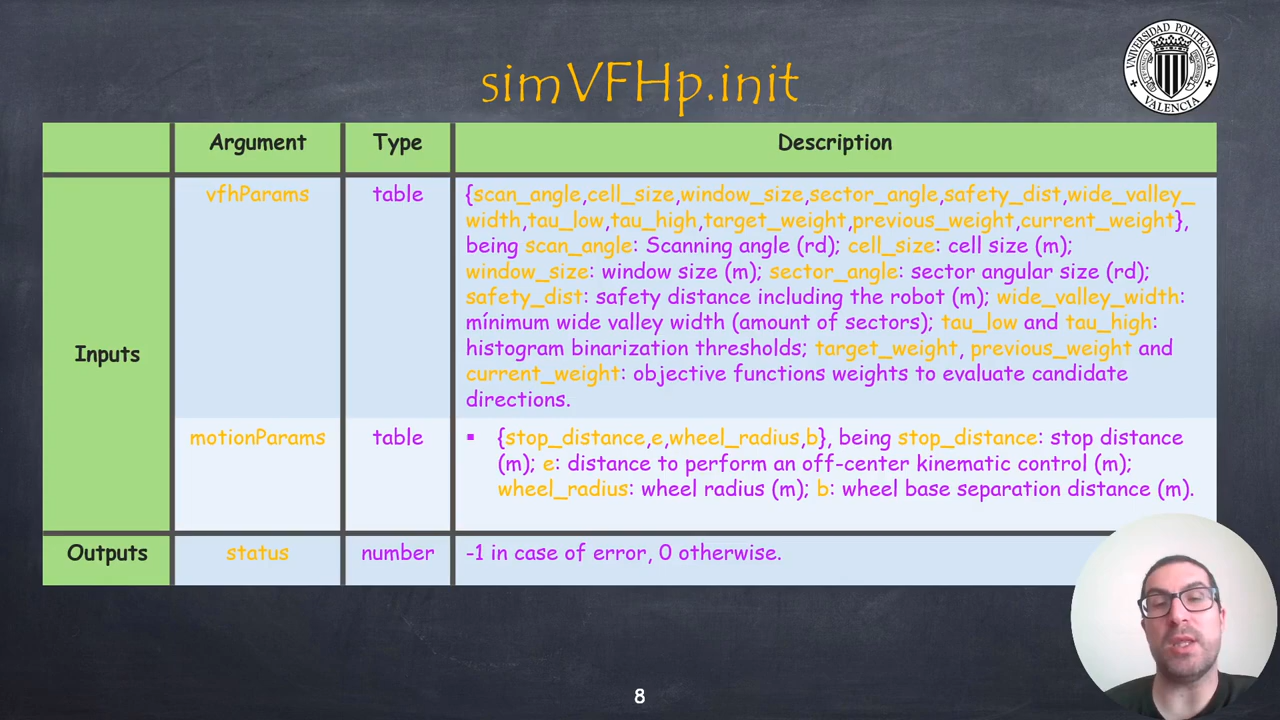 simVFHp.init
UNIVERSIDAD POLITECNICA
VALENCIA
Argument Type Description
Inputs
vfhParams table {scan_angle,cell_size,window_size,sector_angle,safety_dist,wide_valley_
width,tau_low,tau_high,target_weight,previous_weight,current_weight},
being scan_angle: Scanning angle (rd); cell_size: cell size (m);
window_size: window size (m); sector_angle: sector angular size (rd);
safety_dist: safety distance including the robot (m); wide_valley_width:
mínimum wide valley width (amount of sectors); tau_low and tau_high:
histogram binarization thresholds; target_weight, previous_weight and
current_weight: objective functions weights to evaluate candidate
directions.
motionParams table ▪ {stop_distance,e,wheel_radius,b}, being stop_distance: stop distance
(m); e: distance to perform an off-center kinematic control (m);
wheel_radius: wheel radius (m); b: wheel base separation distance (m).
Outputs status number -1 in case of error, 0 otherwise.
8